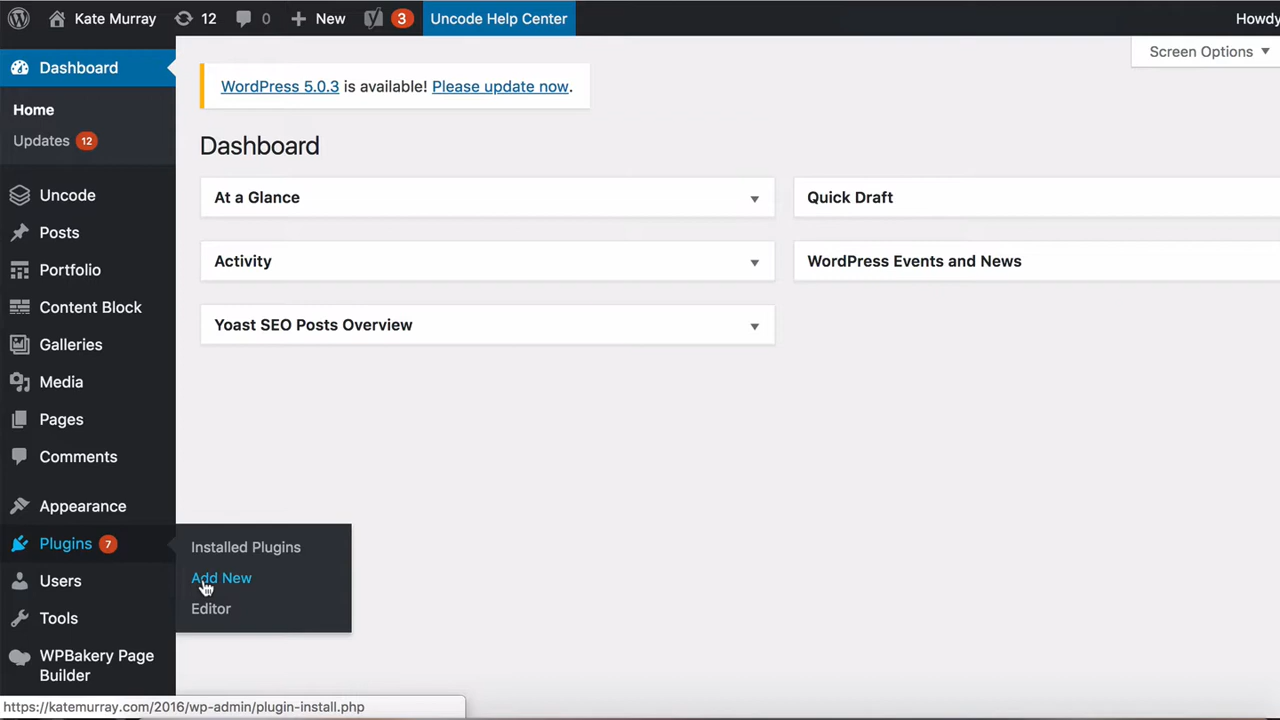 Kate Murray 12 0 New 3 Uncode Help Center Howdy
Screen Options
Dashboard
Home
Updates 12
Uncode
Posts
Portfolio
Content Block
Galleries
Media
Pages
Comments
Appearance
Plugins 7
Users
Tools
WPBakery Page
Builder
WordPress 5.0.3 is available! Please update now.
Dashboard
At a Glance
Activity
Yoast SEO Posts Overview
Quick Draft
WordPress Events and News
Installed Plugins
Add New
Editor
https://katemurray.com/2016/wp-admin/plugin-install.php